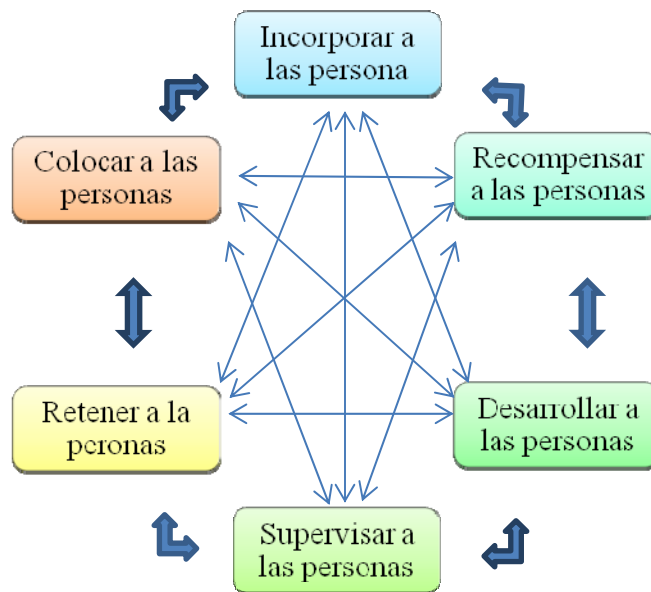 Incorporar a
las persona
Colocar a las
personas
Recompensar
a las personas
Retener a la
peronas
Desarrollar a
las personas
Supervisar a
las personas